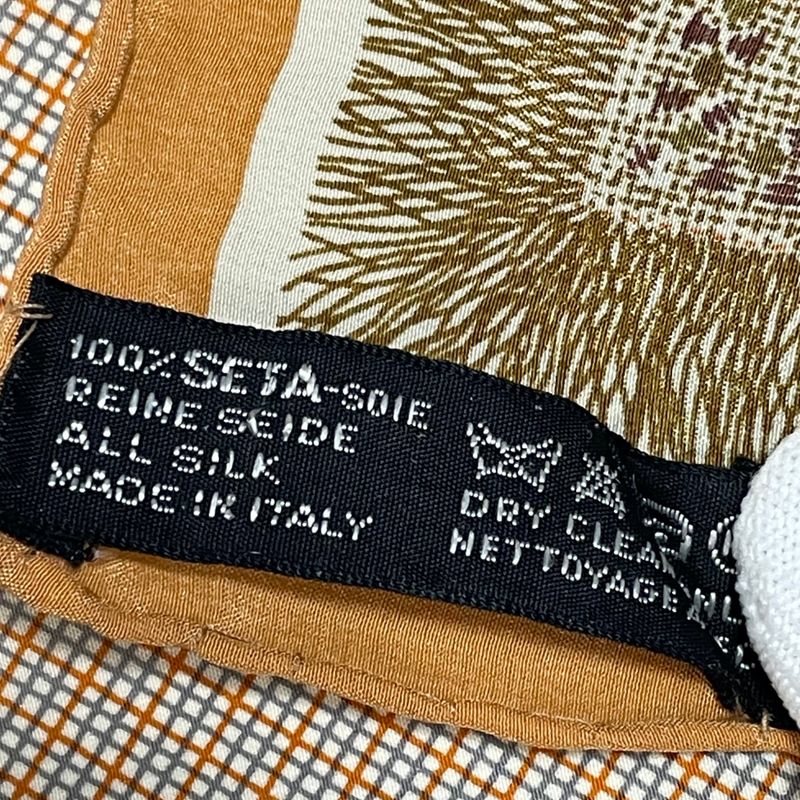 100% SETA-SOIE
REINE SEIDE
ALL SILK
MADE IN ITALY
DRY CLEA
NETTOYAGE